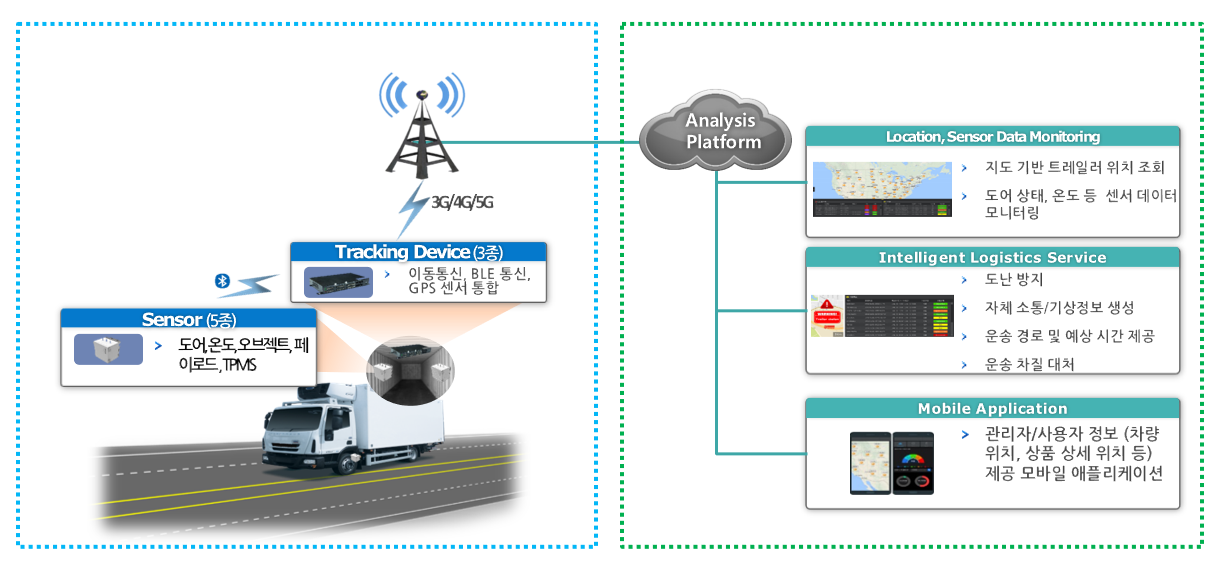 3G/4G/5G
Tracking Device (3종)
이동통신, BLE 통신,
GPS 센서 통합
Sensor (5종)
도어,온도,오브젝트, 페
이로드, TPMS
Analysis
Platform
Location, Sensor Data Monitoring
지도 기반 트레일러 위치 조회
도어 상태, 온도 등 센서 데이터
모니터링
Intelligent Logistics Service
도난 방지
자체 소통/기상정보 생성
운송 경로 및 예상 시간 제공
운송 차질 대처
Mobile Application
관리자/사용자 정보 (차량
위치, 상품 상세 위치 등)
제공 모바일 애플리케이션